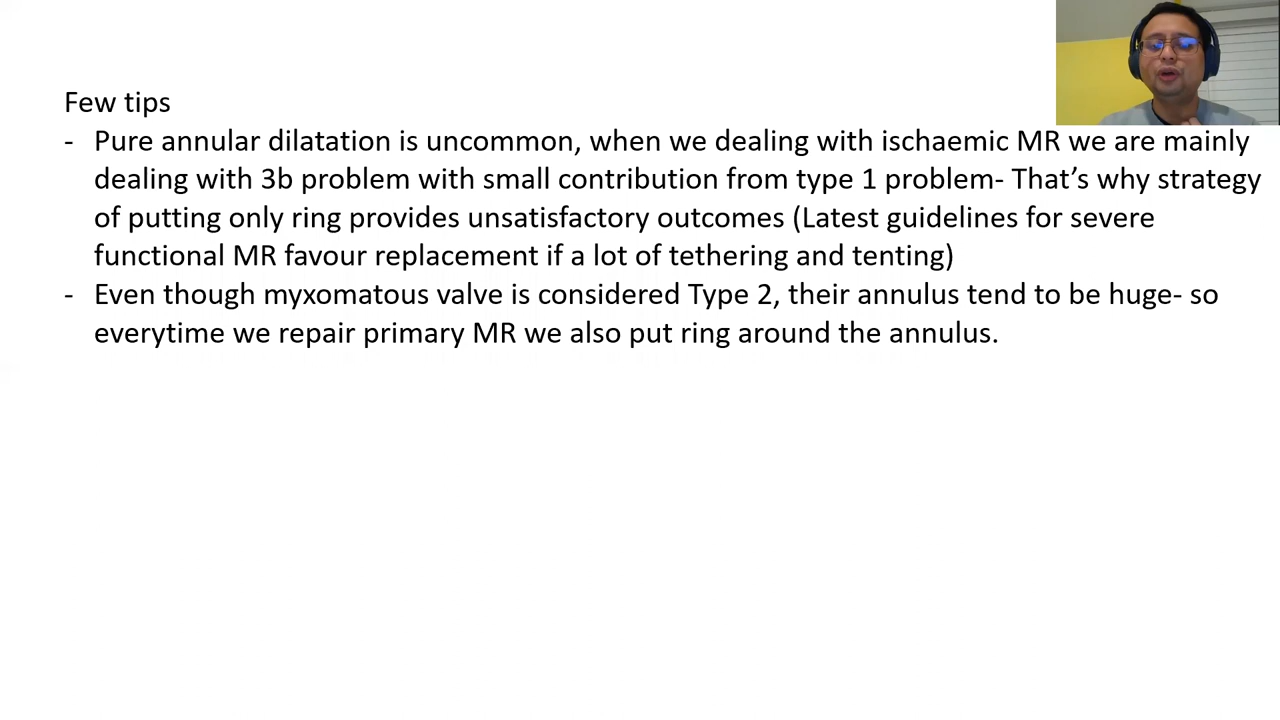 Few tips
- Pure annular dilatation is uncommon, when we dealing with ischaemic MR we are mainly
dealing with 3b problem with small contribution from type 1 problem- That’s why strategy
of putting only ring provides unsatisfactory outcomes (Latest guidelines for severe
functional MR favour replacement if a lot of tethering and tenting)
- Even though myxomatous valve is considered Type 2, their annulus tend to be huge- so
everytime we repair primary MR we also put ring around the annulus.